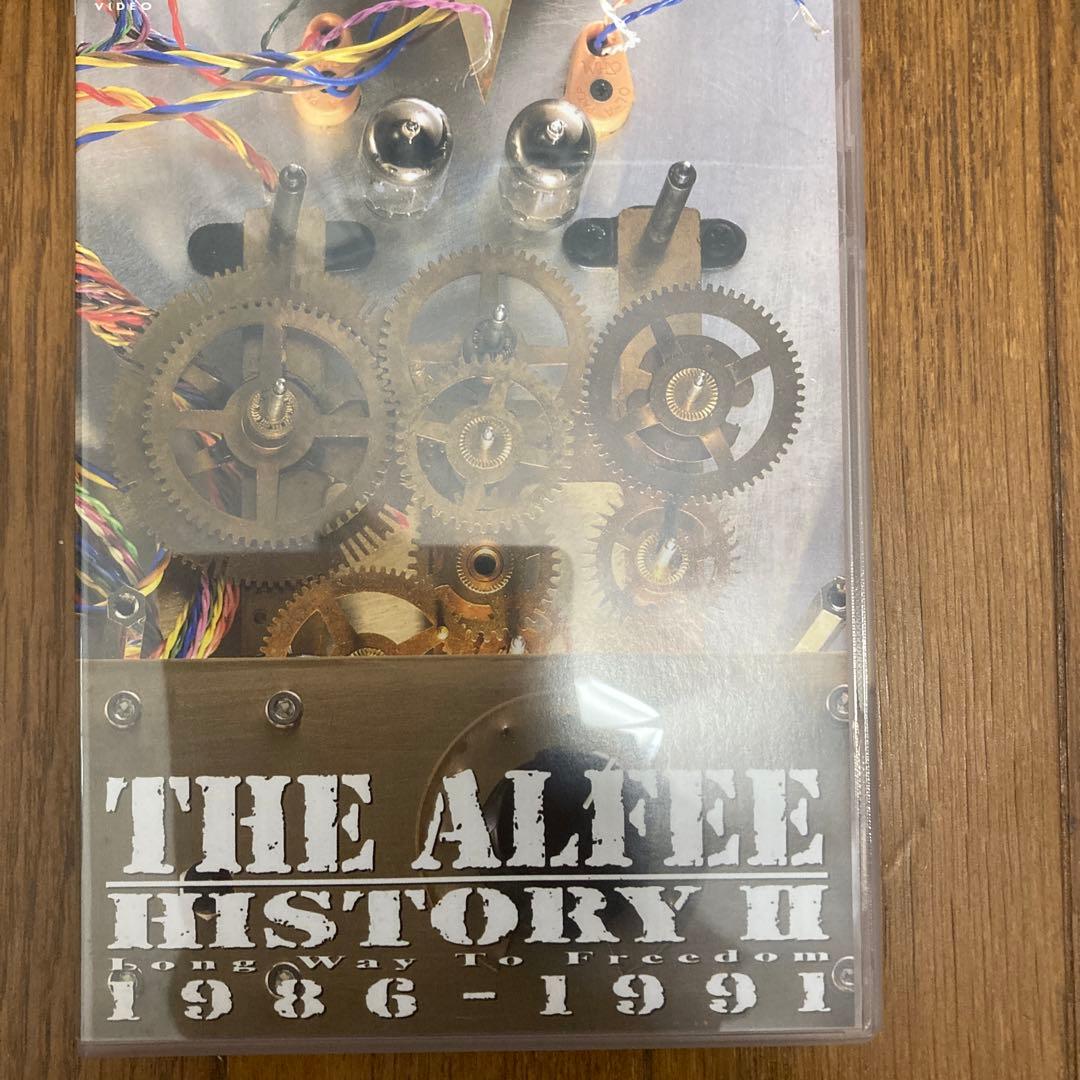 VIDEO
THE ALFEE
HISTORY II
Long Way To Freedom
1986-1991